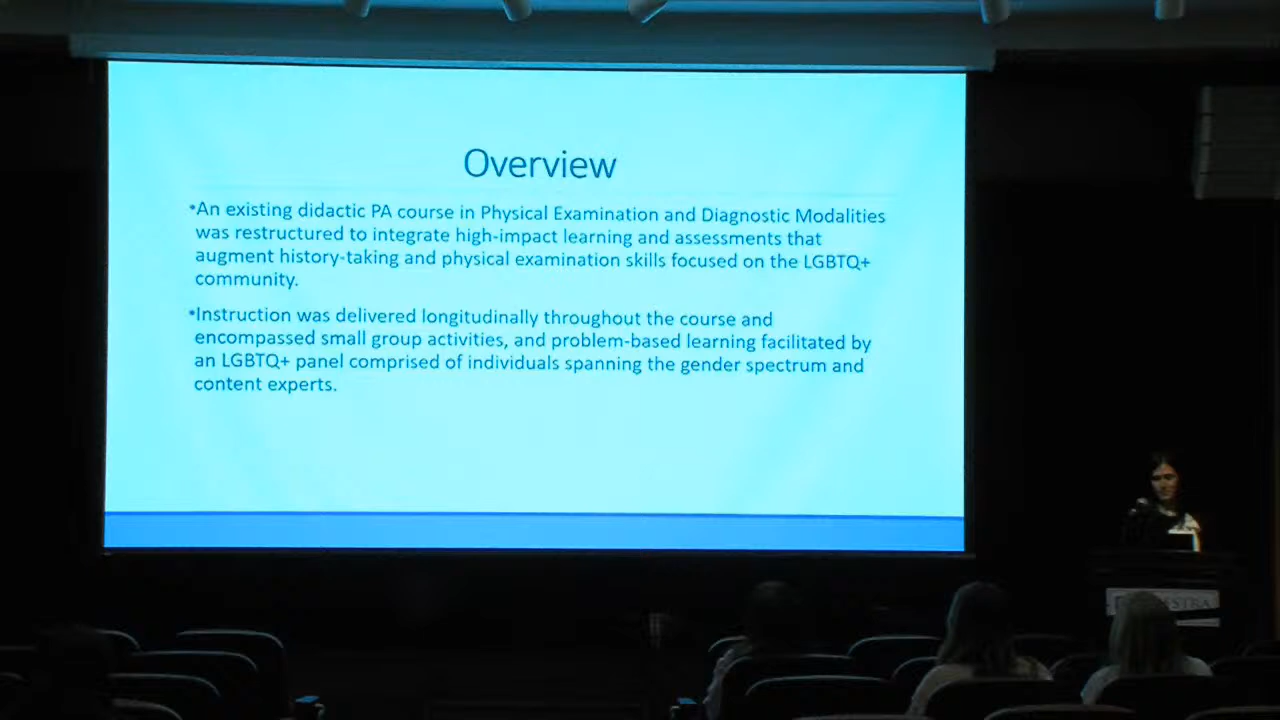 Overview
•An existing didactic PA course in Physical Examination and Diagnostic Modalities
was restructured to integrate high-impact learning and assessments that
augment history-taking and physical examination skills focused on the LGBTQ+
community.
•Instruction was delivered longitudinally throughout the course and
encompassed small group activities, and problem-based learning facilitated by
an LGBTQ+ panel comprised of individuals spanning the gender spectrum and
content experts.